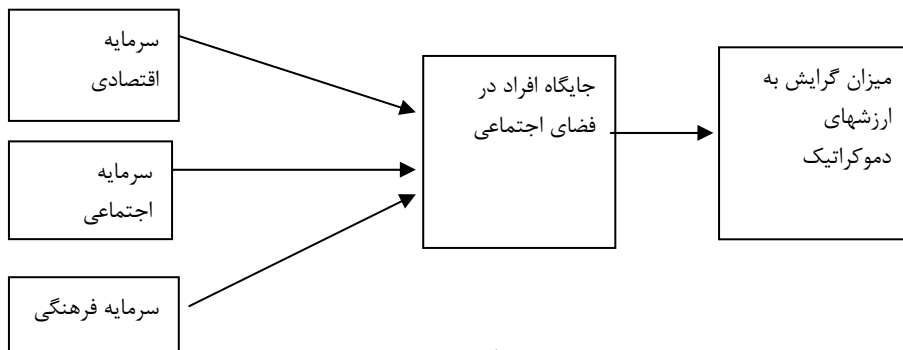 سرمایه
اقتصادی
سرمایه
اجتماعی
سرمایه فرهنگی
جایگاه افراد در
فضای اجتماعی
میزان گرایش به
ارزشهای
دموکراتیک